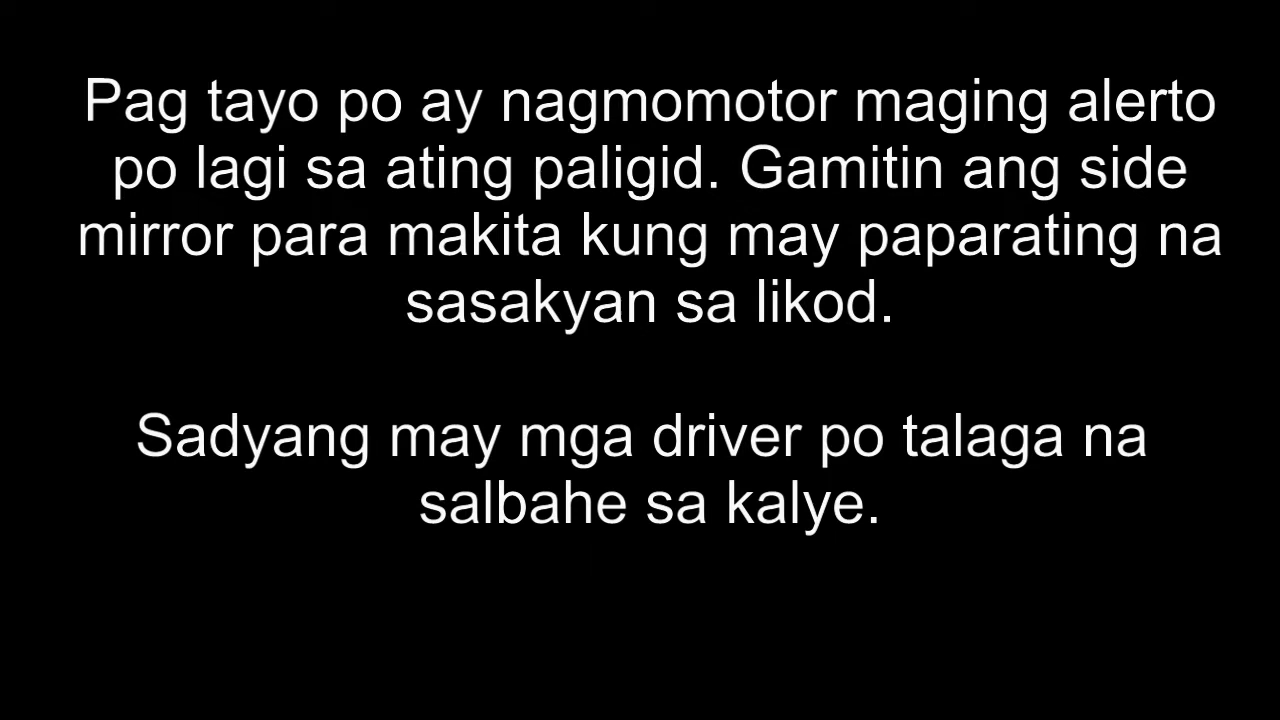 Pag tayo po ay nagmomotor maging alerto
po lagi sa ating paligid. Gamitin ang side
mirror para makita kung may paparating na
sasakyan sa likod.
Sadyang may mga driver po talaga na
salbahe sa kalye.